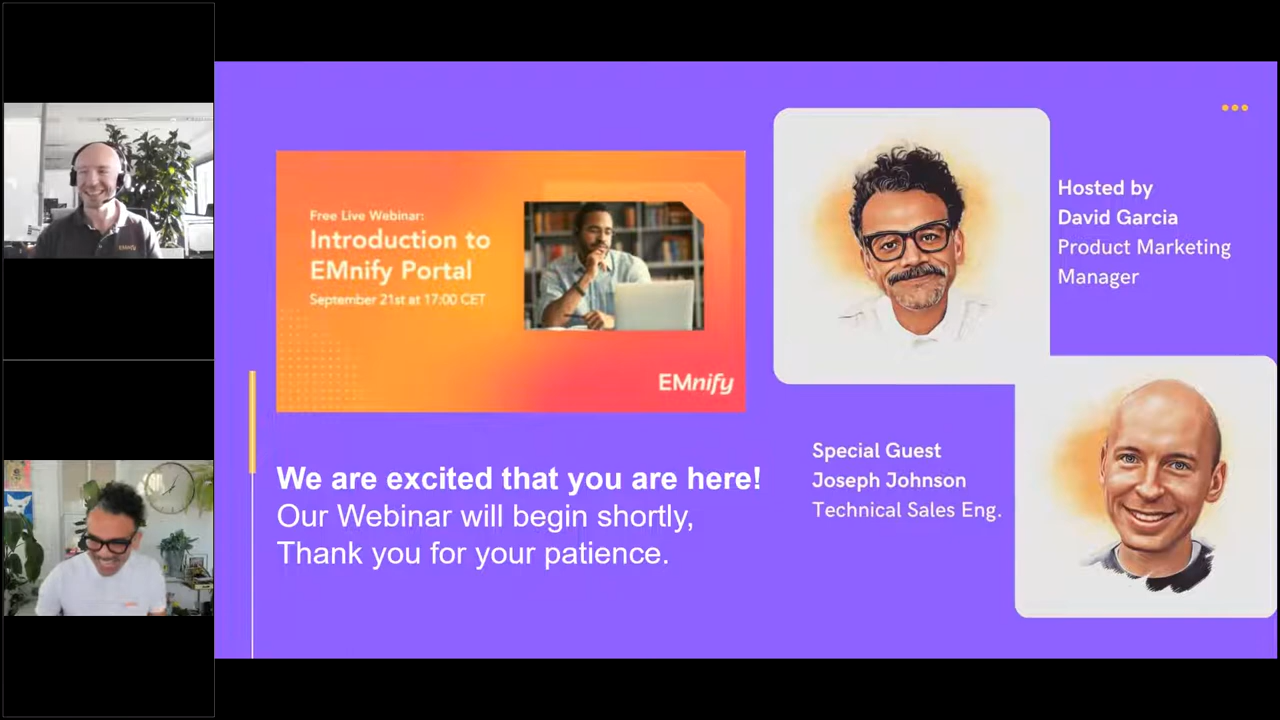 Free Live Webinar:
Introduction to
EMnify Portal
September 21st at 17:00 CET
EMnify
We are excited that you are here!
Our Webinar will begin shortly,
Thank you for your patience.
Hosted by
David Garcia
Product Marketing
Manager
Special Guest
Joseph Johnson
Technical Sales Eng.
EMnify